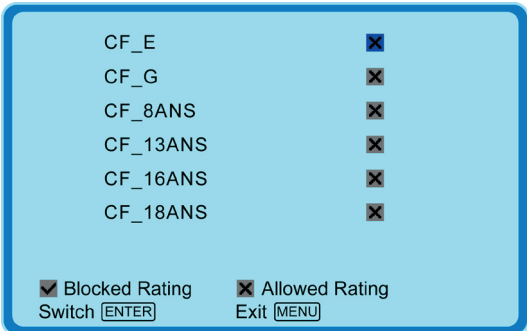 CF_E
CF_G
CF_8ANS
CF_13ANS
CF_16ANS
CF_18ANS
Blocked Rating Allowed Rating
Switch ENTER Exit MENU